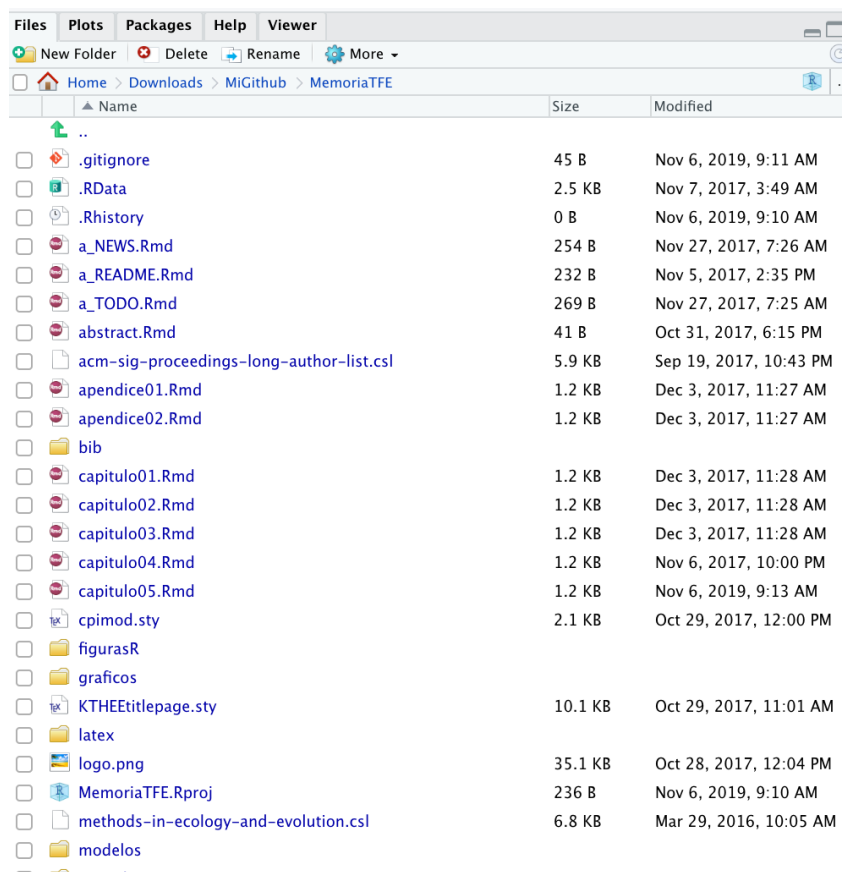 Files Plots Packages Help Viewer
New Folder Delete Rename More
Home > Downloads > MiGithub > MemoriaTFE
Name Size Modified
..
.gitignore 45 B Nov 6, 2019, 9:11 AM
.RData 2.5 KB Nov 7, 2017, 3:49 AM
.Rhistory 0 B Nov 6, 2019, 9:10 AM
a_NEWS.Rmd 254 B Nov 27, 2017, 7:26 AM
a_README.Rmd 232 B Nov 5, 2017, 2:35 PM
a_TODO.Rmd 269 B Nov 27, 2017, 7:25 AM
abstract.Rmd 41 B Oct 31, 2017, 6:15 PM
acm-sig-proceedings-long-author-list.csl 5.9 KB Sep 19, 2017, 10:43 PM
apendice01.Rmd 1.2 KB Dec 3, 2017, 11:27 AM
apendice02.Rmd 1.2 KB Dec 3, 2017, 11:27 AM
bib
capitulo01.Rmd 1.2 KB Dec 3, 2017, 11:28 AM
capitulo02.Rmd 1.2 KB Dec 3, 2017, 11:28 AM
capitulo03.Rmd 1.2 KB Dec 3, 2017, 11:28 AM
capitulo04.Rmd 1.2 KB Nov 6, 2017, 10:00 PM
capitulo05.Rmd 1.2 KB Nov 6, 2019, 9:13 AM
cpimod.sty 2.1 KB Oct 29, 2017, 12:00 PM
figurasR
graficos
KTHEEtitlepage.sty 10.1 KB Oct 29, 2017, 11:01 AM
latex
logo.png 35.1 KB Oct 28, 2017, 12:04 PM
MemoriaTFE.Rproj 236 B Nov 6, 2019, 9:10 AM
methods-in-ecology-and-evolution.csl 6.8 KB Mar 29, 2016, 10:05 AM
modelos